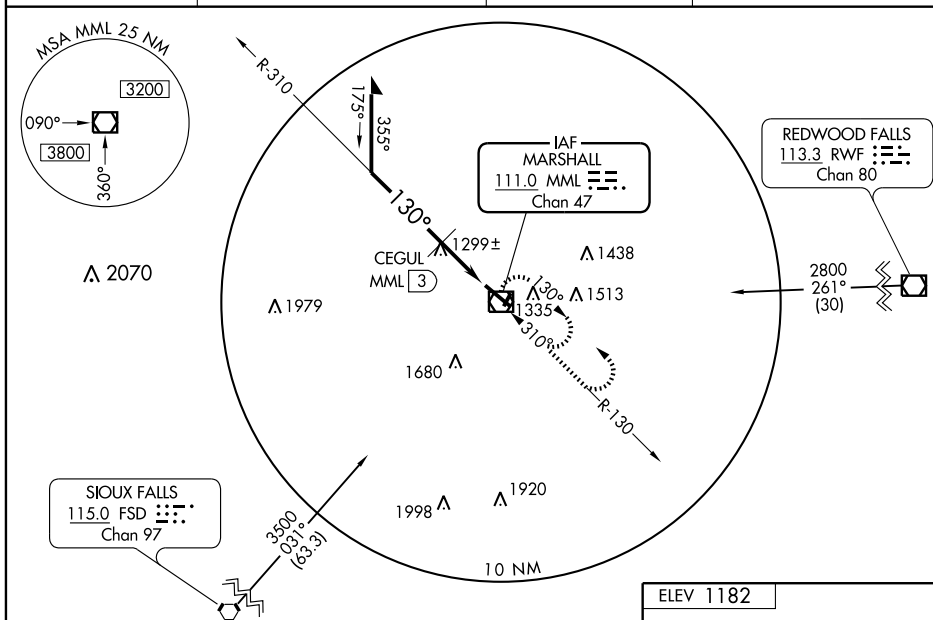 MSA MML 25 NM
3200
090°
3800
360°
R-310
175°
355°
130°
IAF
MARSHALL
111.0 MML
Chan 47
REDWOOD FALLS
113.3 RWF
Chan 80
2070
CEGUL
MML 3
1299±
1438
1979
130°
1513
1335
310°
2800
261°
(30)
1680
R-130
SIOUX FALLS
115.0 FSD
Chan 97
3500
031°
(63.3)
1998
1920
10 NM
ELEV 1182